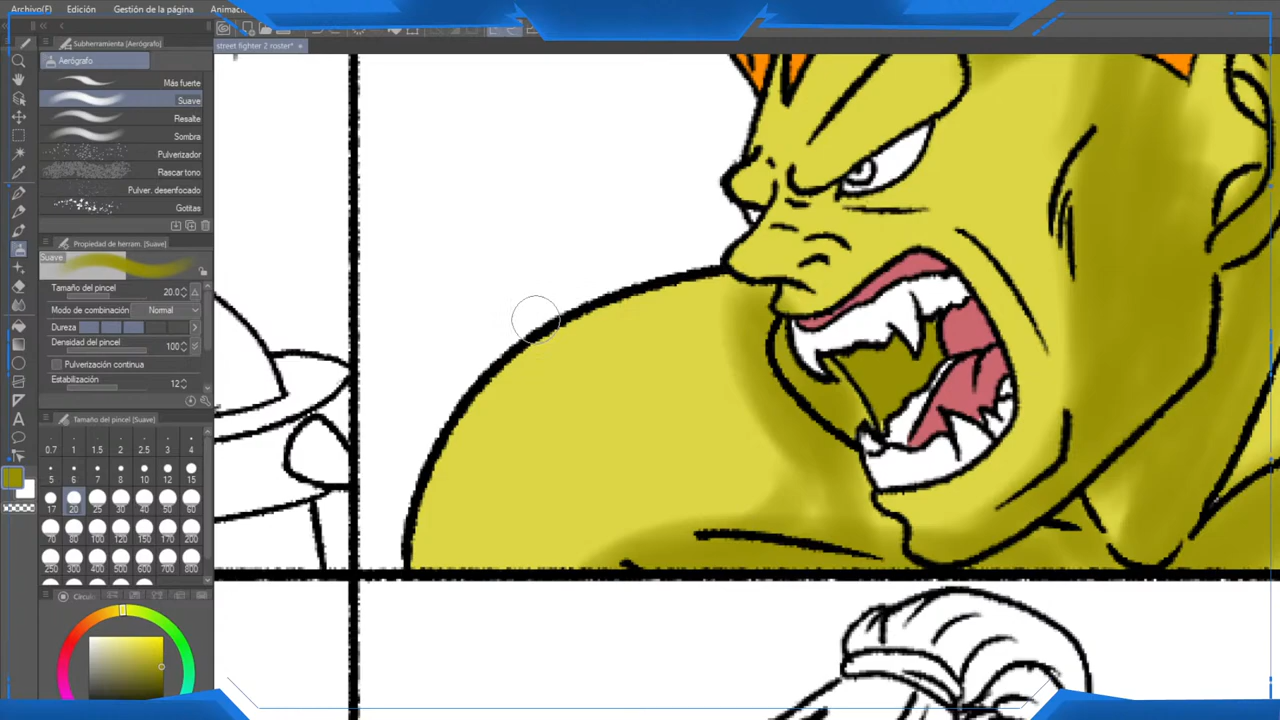 Archivo(F) Edición Gestión de la página Animaci
Subherramienta [Aerógrafo]
street fighter 2 roster*
Aerógrafo
Más fuerte
Suave
Resalte
Sombra
Pulverizador
Rascar tono
Pulver. desenfocado
Gotitas
Propiedad de herram. [Suave]
Suave
Tamaño del pincel 20.0
Modo de combinación Normal
Dureza
Densidad del pincel 100
Pulverización continua
Estabilización 12
Tamaño del pincel [Suave]
0.7 1 1.5 2 2.5 3 4
5 6 7 8 10 12 15
17 20 25 30 40 50 60
70 80 100 120 150 170 200
250 300 400 500 600 700 800
Círculo